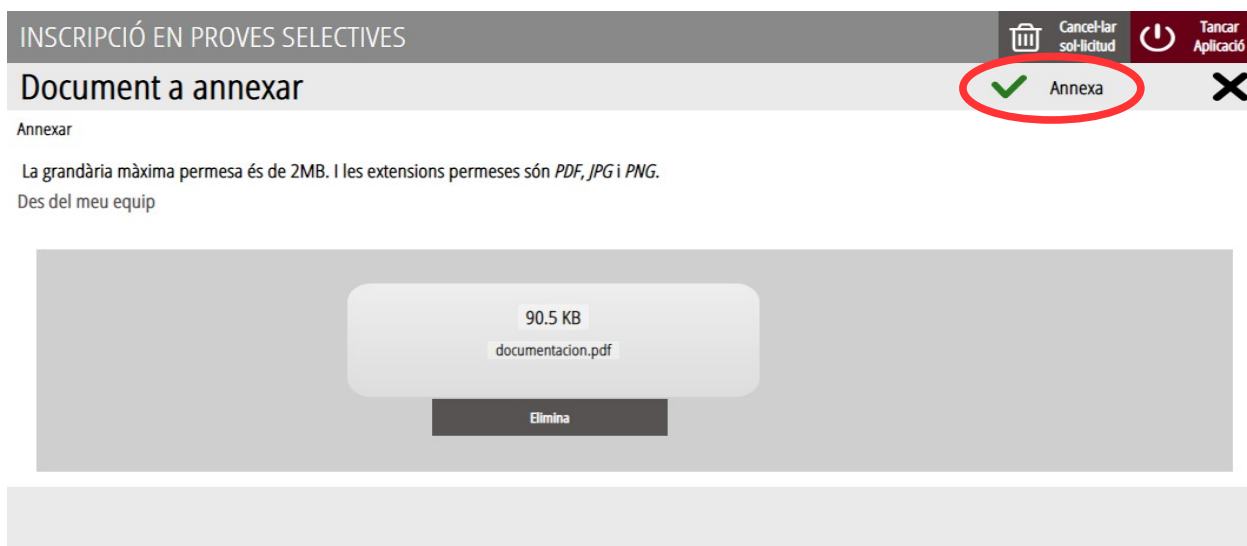 INSCRIPCIÓ EN PROVES SELECTIVES
Cancel·lar
sol·licitud
Tancar
Aplicació
Document a annexar
Annexa
Annexar
La grandària màxima permesa és de 2MB. I les extensions permeses són PDF, JPG i PNG.
Des del meu equip
90.5 KB
documentacion.pdf
Elimina